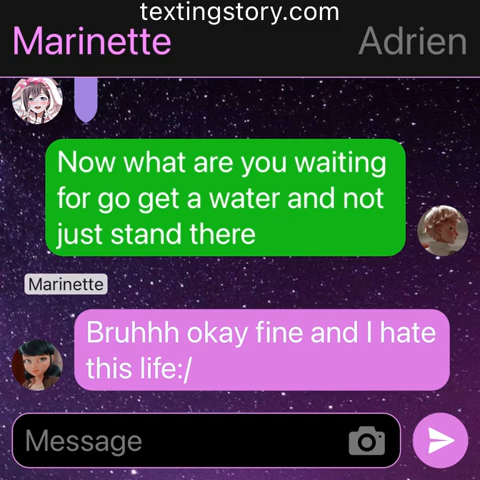 textingstory.com
Marinette Adrien
Now what are you waiting
for go get a water and not
just stand there
Marinette
Bruhhh okay fine and I hate
this life:/
Message